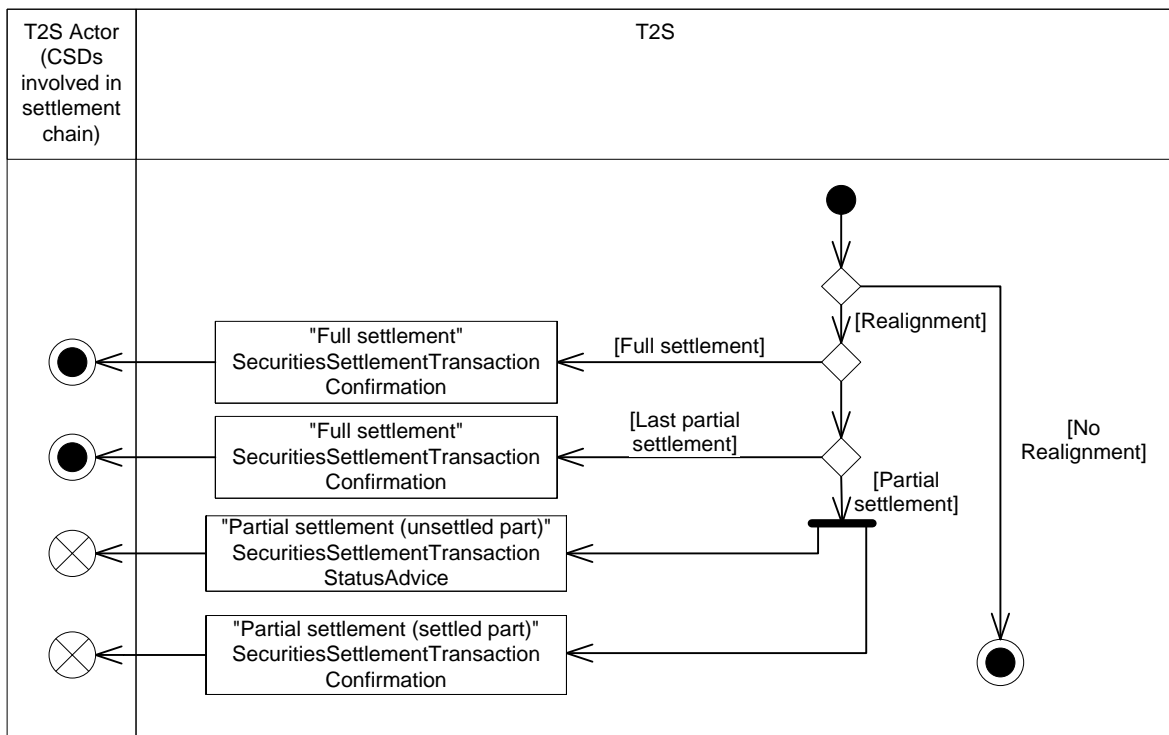 T2S Actor
(CSDs
involved in
settlement
chain)
T2S
[Realignment]
"Full settlement"
SecuritiesSettlementTransaction
Confirmation
[Full settlement]
"Full settlement"
SecuritiesSettlementTransaction
Confirmation
[Last partial
settlement]
[No
Realignment]
[Partial
settlement]
"Partial settlement (unsettled part)"
SecuritiesSettlementTransaction
StatusAdvice
"Partial settlement (settled part)"
SecuritiesSettlementTransaction
Confirmation